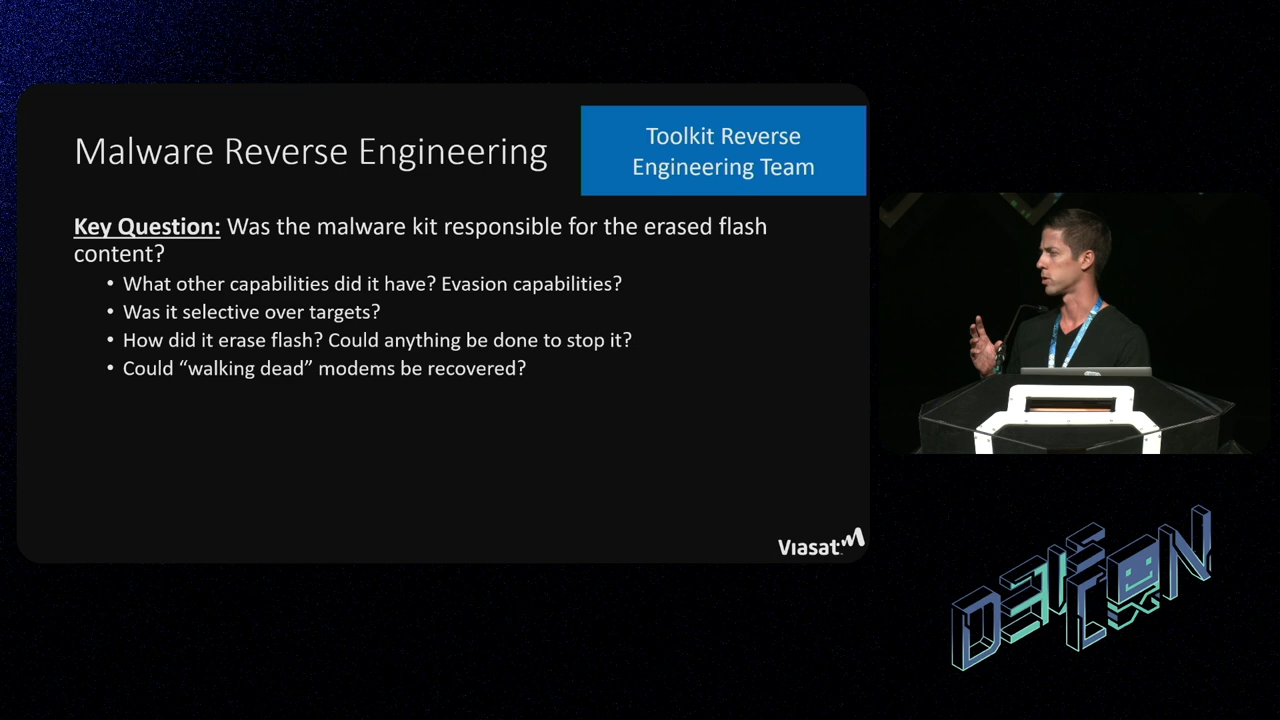 Malware Reverse Engineering
Toolkit Reverse
Engineering Team
Key Question: Was the malware kit responsible for the erased flash
content?
• What other capabilities did it have? Evasion capabilities?
• Was it selective over targets?
• How did it erase flash? Could anything be done to stop it?
• Could “walking dead” modems be recovered?
Viasat
DEF CON